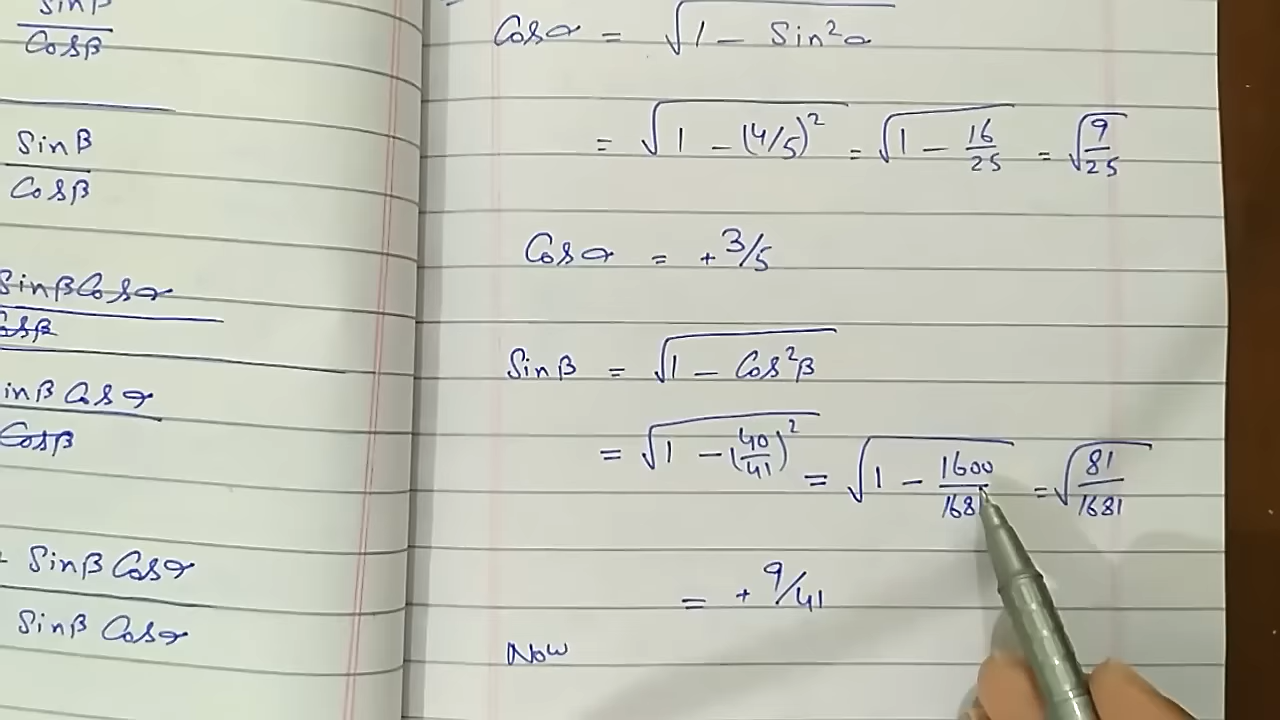 Sinβ
Cosβ
Sinβ
Cosβ
SinβCosα
Cosβ
inβ Cosα
Cosβ
Sinβ Cosα
Sinβ Cosα
Cosα = √1 - Sin²α
= √1 - (4/5)² = √1 - 16/25 = √9/25
Cosα = + 3/5
Sinβ = √1 - Cos²β
= √1 - (40/41)² = √1 - 1600/1681 = √81/1681
= + 9/41
Now